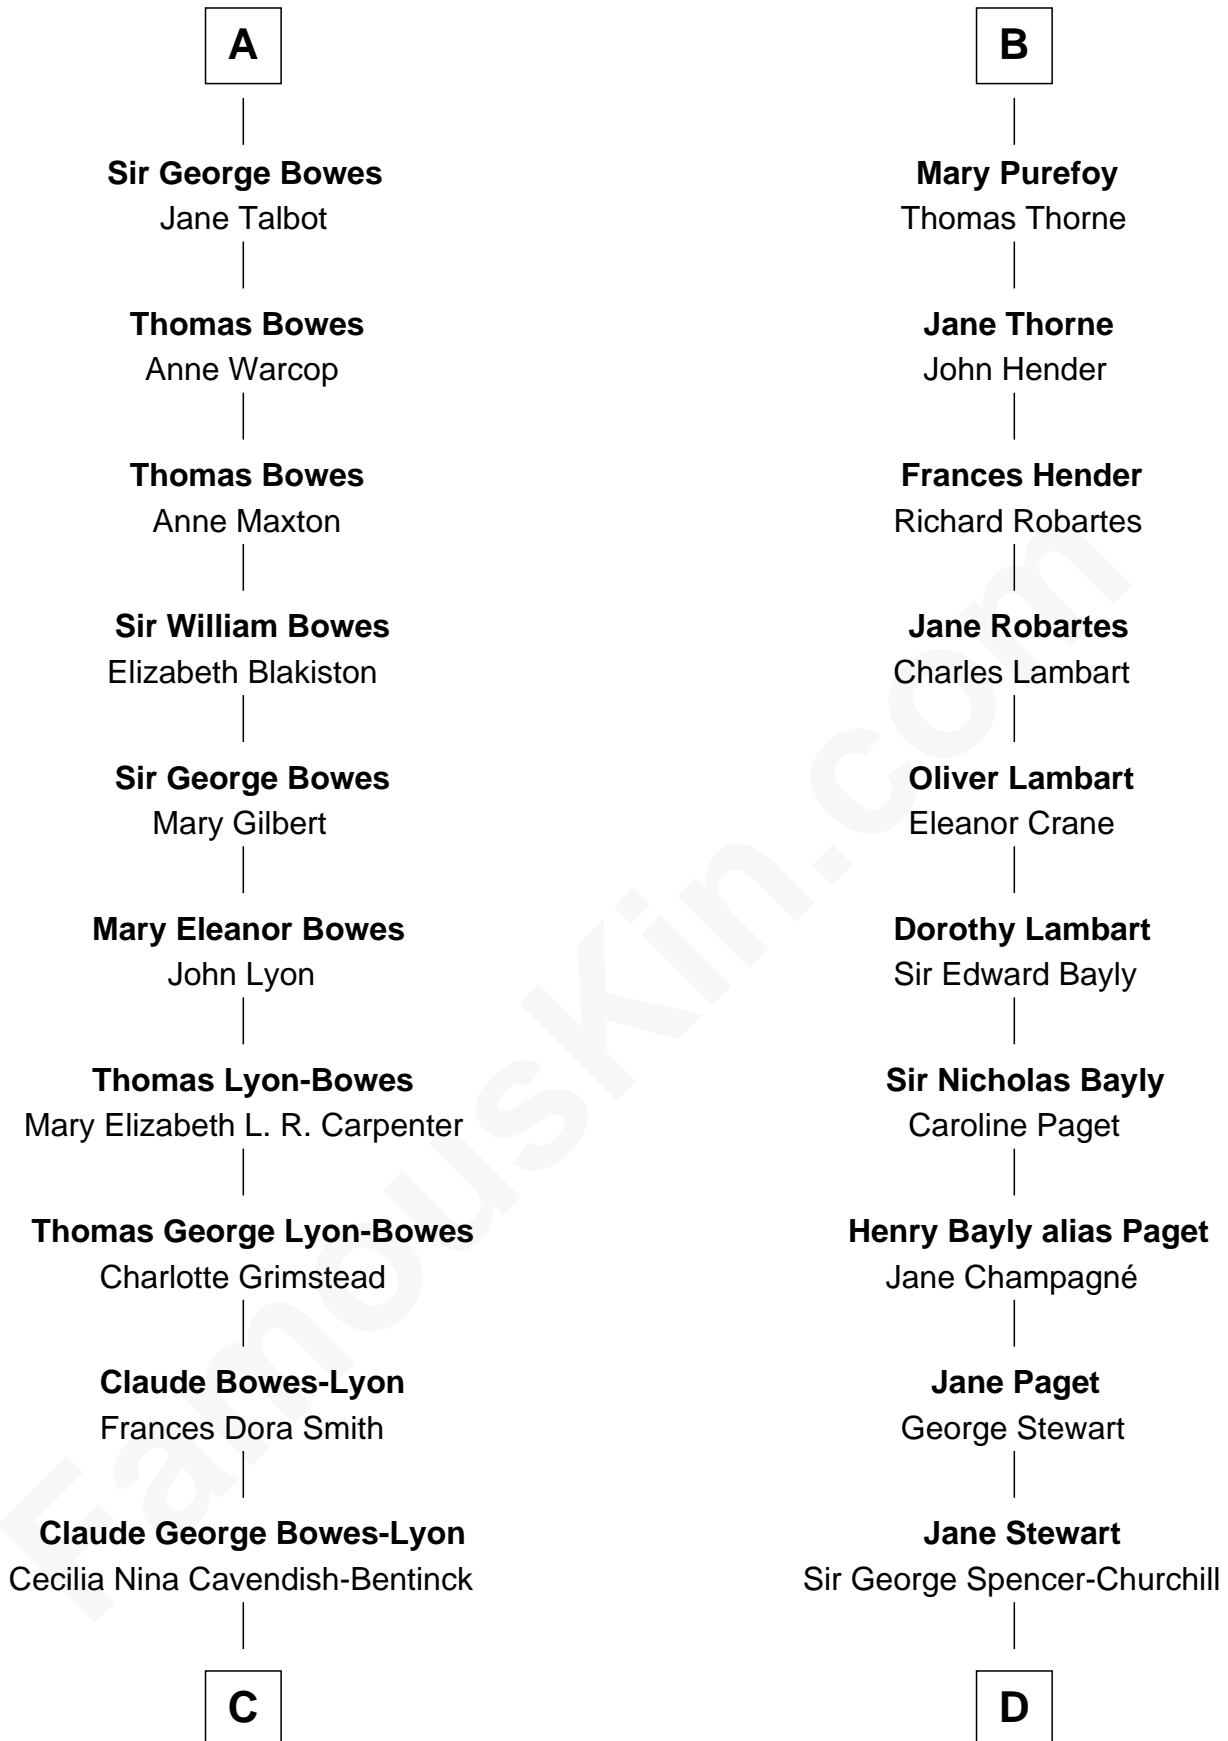 A
Sir George Bowes
Jane Talbot
Thomas Bowes
Anne Warcop
Thomas Bowes
Anne Maxton
Sir William Bowes
Elizabeth Blakiston
Sir George Bowes
Mary Gilbert
Mary Eleanor Bowes
John Lyon
Thomas Lyon-Bowes
Mary Elizabeth L. R. Carpenter
Thomas George Lyon-Bowes
Charlotte Grimstead
Claude Bowes-Lyon
Frances Dora Smith
Claude George Bowes-Lyon
Cecilia Nina Cavendish-Bentinck
C
B
Mary Purefoy
Thomas Thorne
Jane Thorne
John Hender
Frances Hender
Richard Robartes
Jane Robartes
Charles Lambart
Oliver Lambart
Eleanor Crane
Dorothy Lambart
Sir Edward Bayly
Sir Nicholas Bayly
Caroline Paget
Henry Bayly alias Paget
Jane Champagné
Jane Paget
George Stewart
Jane Stewart
Sir George Spencer-Churchill
D
FamousKin.com